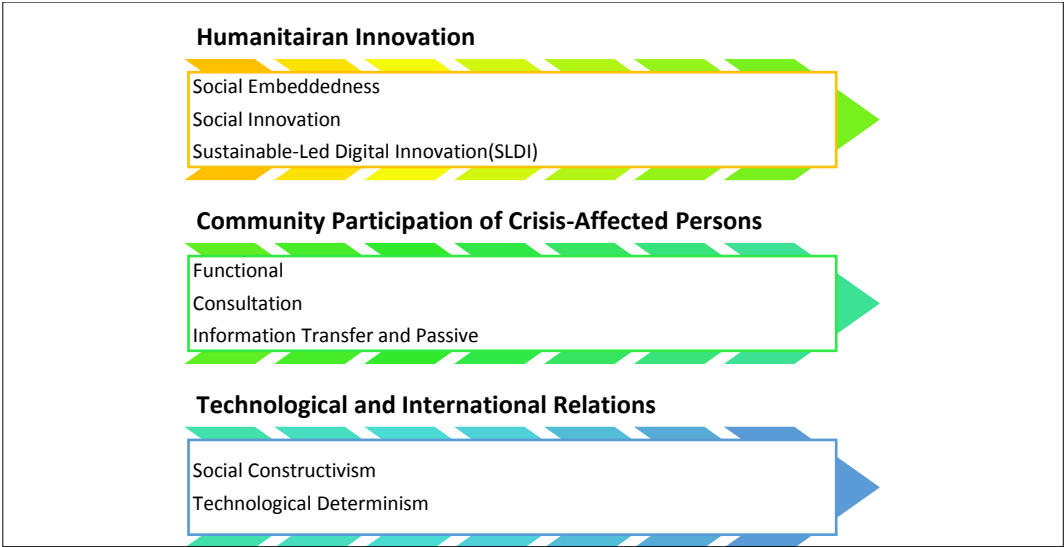 Humanitairan Innovation
Social Embeddedness
Social Innovation
Sustainable-Led Digital Innovation(SLDI)
Community Participation of Crisis-Affected Persons
Functional
Consultation
Information Transfer and Passive
Technological and International Relations
Social Constructivism
Technological Determinism